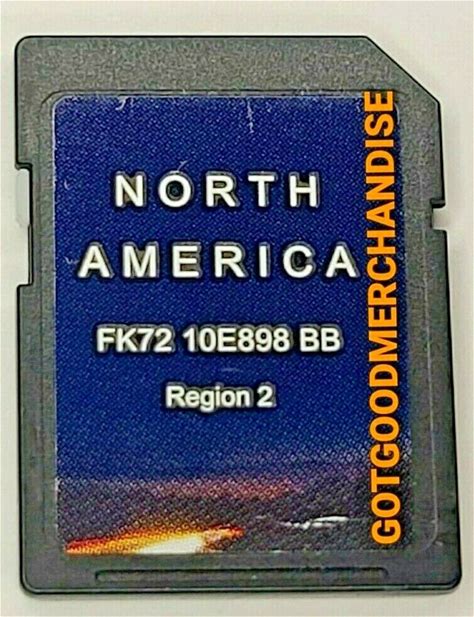 NORTH
AMERICA
FK72 10E898 BB
Region 2
GOTGOODMERCHANDISE